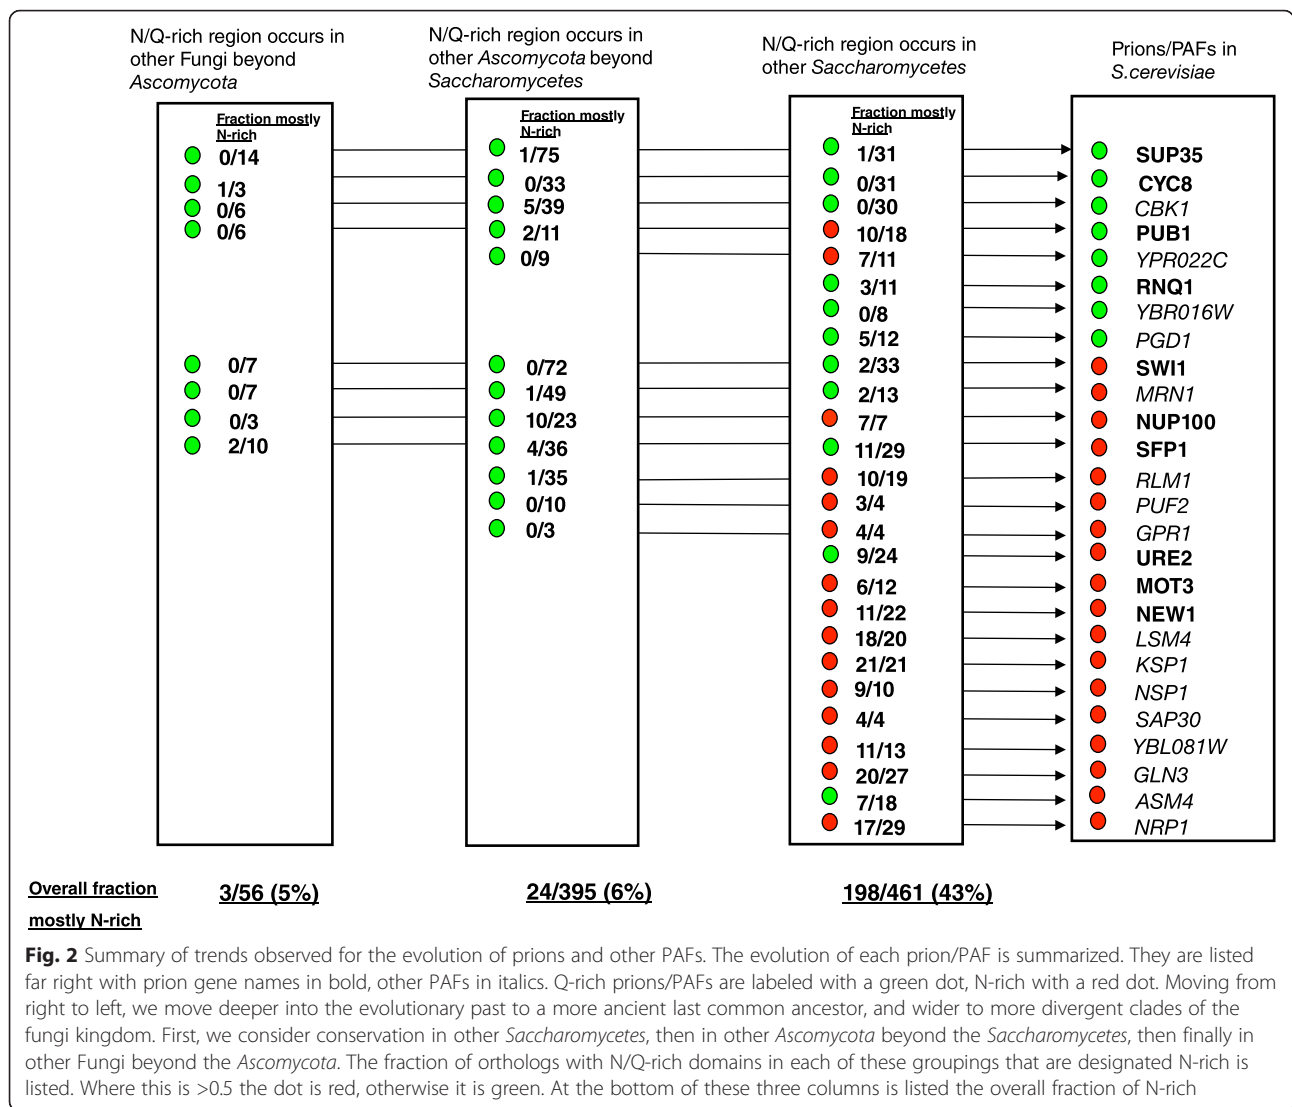 N/Q-rich region occurs in
other Fungi beyond
Ascomycota
N/Q-rich region occurs in
other Ascomycota beyond
Saccharomycetes
N/Q-rich region occurs in
other Saccharomycetes
Prions/PAFs in
S.cerevisiae
Fraction mostly
N-rich
0/14
1/3
0/6
0/6
0/7
0/7
0/3
2/10
Fraction mostly
N-rich
1/75
0/33
5/39
2/11
0/9
0/72
1/49
10/23
4/36
1/35
0/10
0/3
Fraction mostly
N-rich
1/31
0/31
0/30
10/18
7/11
3/11
0/8
5/12
2/33
2/13
7/7
11/29
10/19
3/4
4/4
9/24
6/12
11/22
18/20
21/21
9/10
4/4
11/13
20/27
7/18
17/29
SUP35
CYC8
CBK1
PUB1
YPR022C
RNQ1
YBR016W
PGD1
SWI1
MRN1
NUP100
SFP1
RLM1
PUF2
GPR1
URE2
MOT3
NEW1
LSM4
KSP1
NSP1
SAP30
YBL081W
GLN3
ASM4
NRP1
Overall fraction
mostly N-rich
3/56 (5%)
24/395 (6%)
198/461 (43%)
Fig. 2 Summary of trends observed for the evolution of prions and other PAFs. The evolution of each prion/PAF is summarized. They are listed
far right with prion gene names in bold, other PAFs in italics. Q-rich prions/PAFs are labeled with a green dot, N-rich with a red dot. Moving from
right to left, we move deeper into the evolutionary past to a more ancient last common ancestor, and wider to more divergent clades of the
fungi kingdom. First, we consider conservation in other Saccharomycetes, then in other Ascomycota beyond the Saccharomycetes, then finally in
other Fungi beyond the Ascomycota. The fraction of orthologs with N/Q-rich domains in each of these groupings that are designated N-rich is
listed. Where this is >0.5 the dot is red, otherwise it is green. At the bottom of these three columns is listed the overall fraction of N-rich